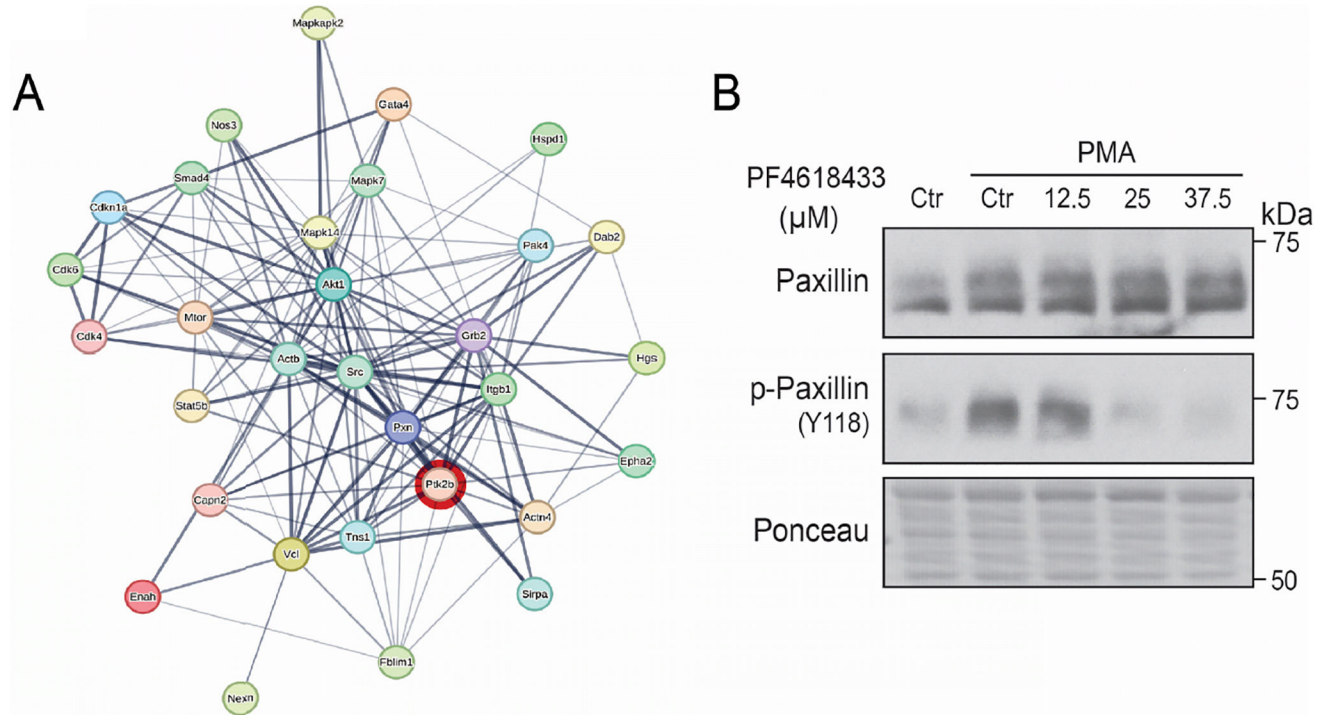 A
Mapkapk2
Gata4
Nos3
Hspd1
Smad4
Mapk7
Cdkn1a
Mapk14
Pak4
Dab2
Cdk6
Akt1
Mtor
Cdk4
Grb2
Actb
Src
Hgs
Itgb1
Stat5b
Pxn
Epha2
Ptk2b
Capn2
Actn4
Tns1
Vcl
Enah
Sirpa
Fblim1
Nexn
B
PMA
PF4618433
(µM)
Ctr Ctr 12.5 25 37.5
kDa
75
Paxillin
p-Paxillin
(Y118)
75
Ponceau
50